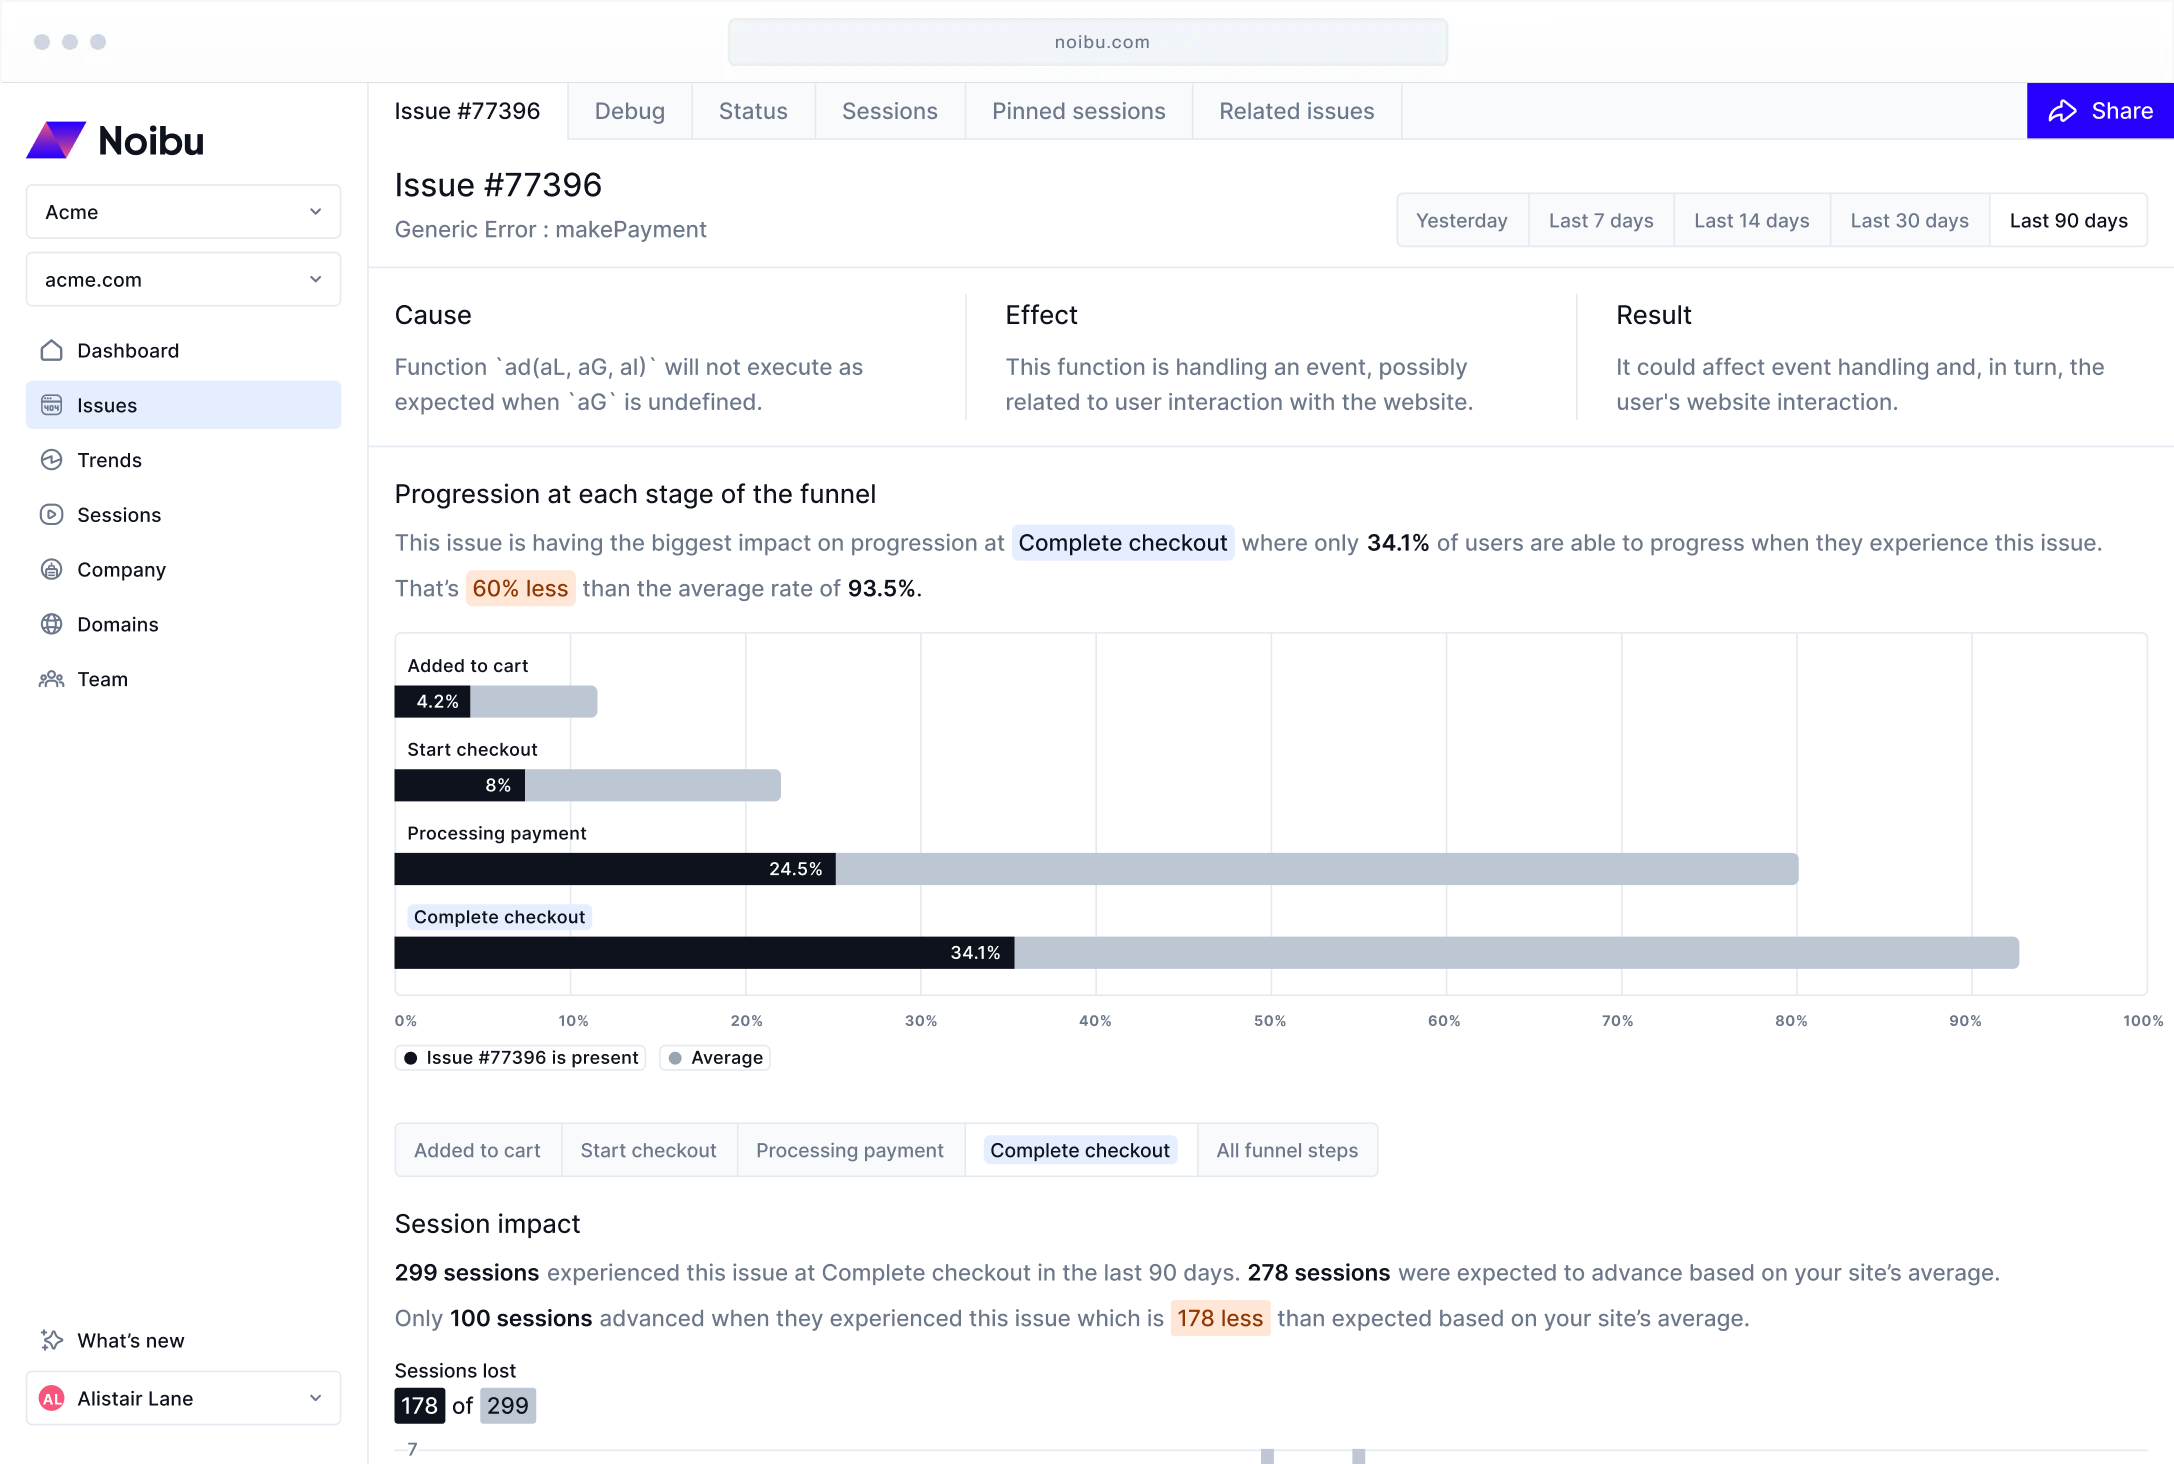 noibu.com
Noibu
Acme
acme.com
Dashboard
Issues
Trends
Sessions
Company
Domains
Team
What’s new
AL Alistair Lane
Issue #77396 Debug Status Sessions Pinned sessions Related issues Share
Issue #77396
Generic Error : makePayment
Yesterday Last 7 days Last 14 days Last 30 days Last 90 days
Cause
Function `ad(aL, aG, al)` will not execute as
expected when `aG` is undefined.
Effect
This function is handling an event, possibly
related to user interaction with the website.
Result
It could affect event handling and, in turn, the
user's website interaction.
Progression at each stage of the funnel
This issue is having the biggest impact on progression at Complete checkout where only 34.1% of users are able to progress when they experience this issue.
That’s 60% less than the average rate of 93.5%.
Added to cart
4.2%
Start checkout
8%
Processing payment
24.5%
Complete checkout
34.1%
0% 10% 20% 30% 40% 50% 60% 70% 80% 90% 100%
Issue #77396 is present Average
Added to cart Start checkout Processing payment Complete checkout All funnel steps
Session impact
299 sessions experienced this issue at Complete checkout in the last 90 days. 278 sessions were expected to advance based on your site’s average.
Only 100 sessions advanced when they experienced this issue which is 178 less than expected based on your site’s average.
Sessions lost
178 of 299
7